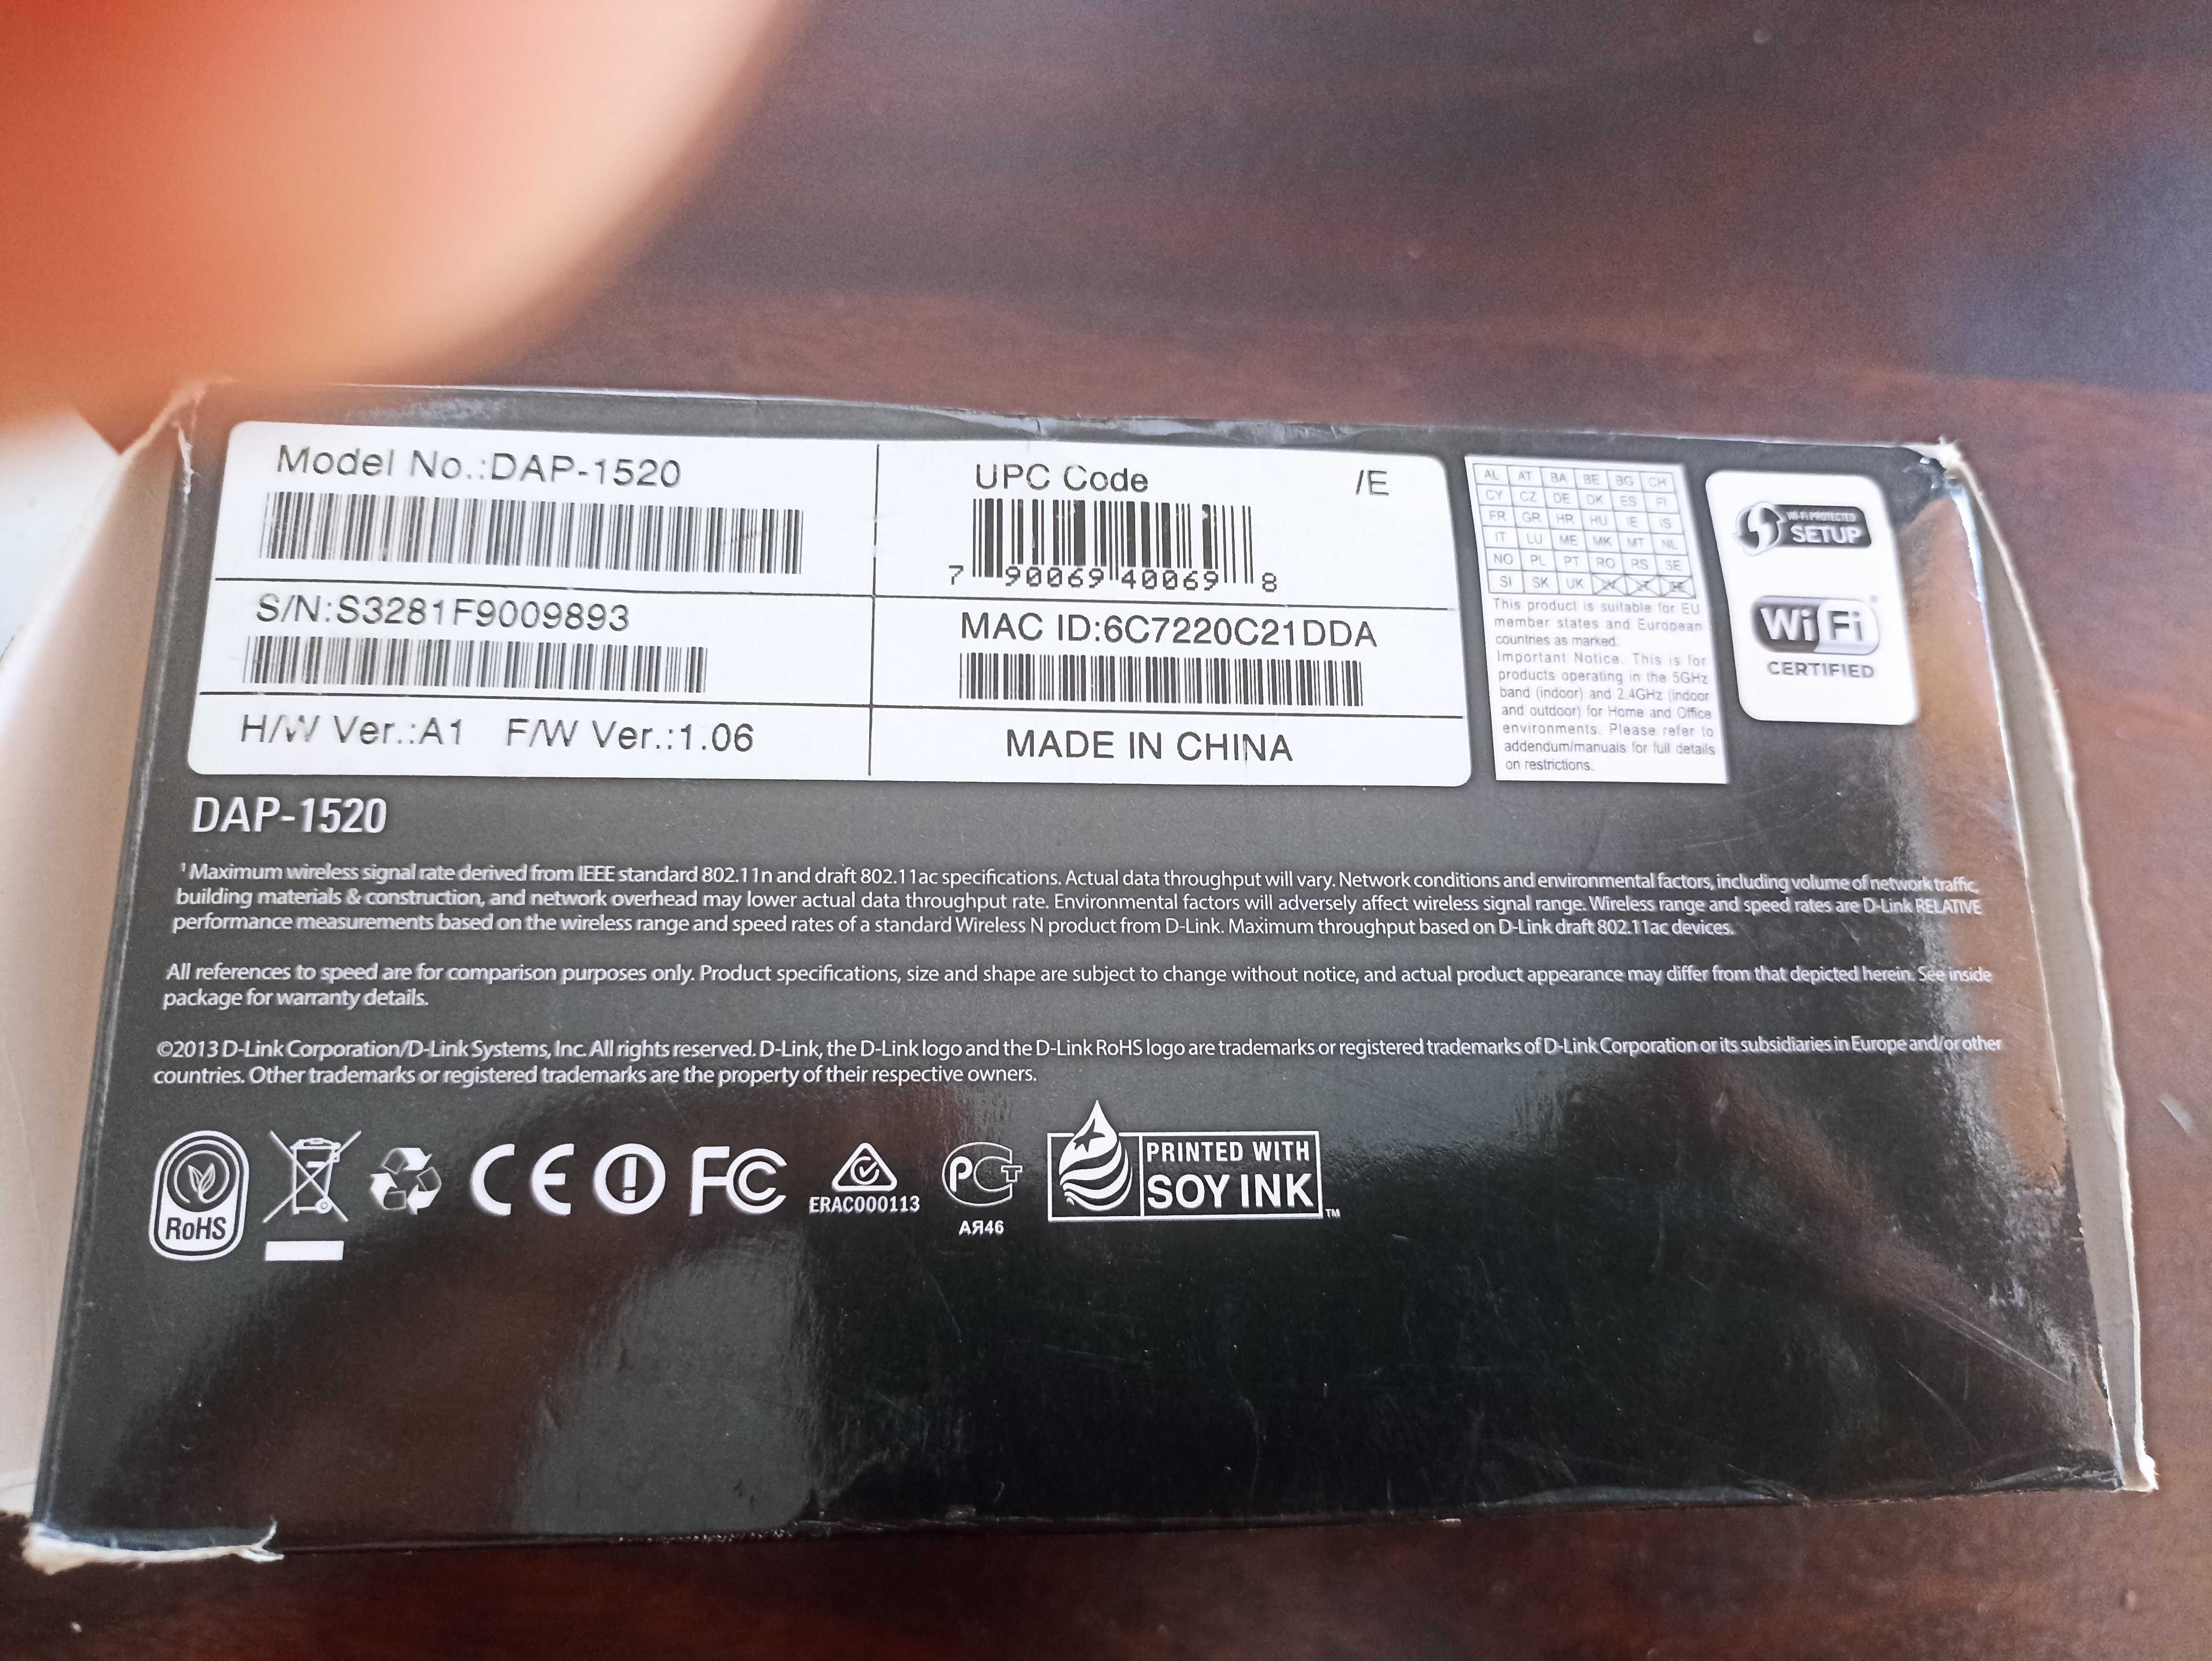 Model No.:DAP-1520
UPC Code /E
7 90069 40069 8
S/N:S3281F9009893
MAC ID:6C7220C21DDA
H/W Ver.:A1 F/W Ver.:1.06
MADE IN CHINA
AL AT BA BE BG CH
CY CZ DE DK ES FI
FR GR HR HU IE IS
IT LU ME MK MT NL
NO PL PT RO RS SE
SI SK UK
This product is suitable for EU
member states and European
countries as marked.
Important Notice. This is for
products operating in the 5GHz
band (indoor) and 2.4GHz (indoor
and outdoor) for Home and Office
environments. Please refer to
addendum/manuals for full details
on restrictions.
WI-FI PROTECTED
SETUP
Wi Fi®
CERTIFIED
DAP-1520
¹ Maximum wireless signal rate derived from IEEE standard 802.11n and draft 802.11ac specifications. Actual data throughput will vary. Network conditions and environmental factors, including volume of network traffic,
building materials & construction, and network overhead may lower actual data throughput rate. Environmental factors will adversely affect wireless signal range. Wireless range and speed rates are D-Link RELATIVE
performance measurements based on the wireless range and speed rates of a standard Wireless N product from D-Link. Maximum throughput based on D-Link draft 802.11ac devices.
All references to speed are for comparison purposes only. Product specifications, size and shape are subject to change without notice, and actual product appearance may differ from that depicted herein. See inside
package for warranty details.
©2013 D-Link Corporation/D-Link Systems, Inc. All rights reserved. D-Link, the D-Link logo and the D-Link RoHS logo are trademarks or registered trademarks of D-Link Corporation or its subsidiaries in Europe and/or other
countries. Other trademarks or registered trademarks are the property of their respective owners.
RoHS
CE
FC
ERAC000113
PCT
АЯ46
PRINTED WITH
SOY INK™